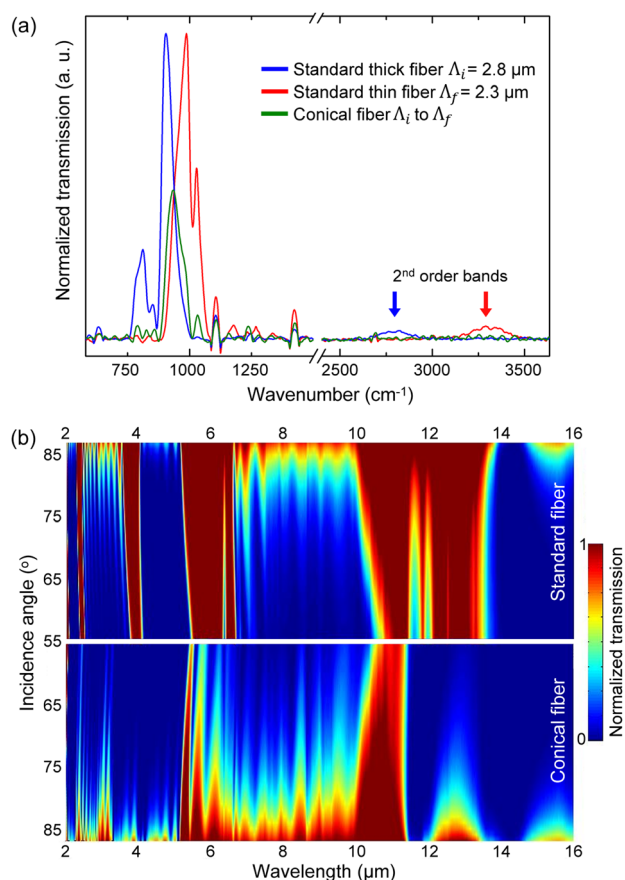 (a)
Normalized transmission (a. u.)
Standard thick fiber Λi = 2.8 µm
Standard thin fiber Λf = 2.3 µm
Conical fiber Λi to Λf
2nd order bands
750 1000 1250 2500 3000 3500
Wavenumber (cm-1)
(b)
2 4 6 8 10 12 14 16
85
75
65
55
65
75
85
Incidence angle (º)
Standard fiber
Conical fiber
1
0
Normalized transmission
2 4 6 8 10 12 14 16
Wavelength (µm)